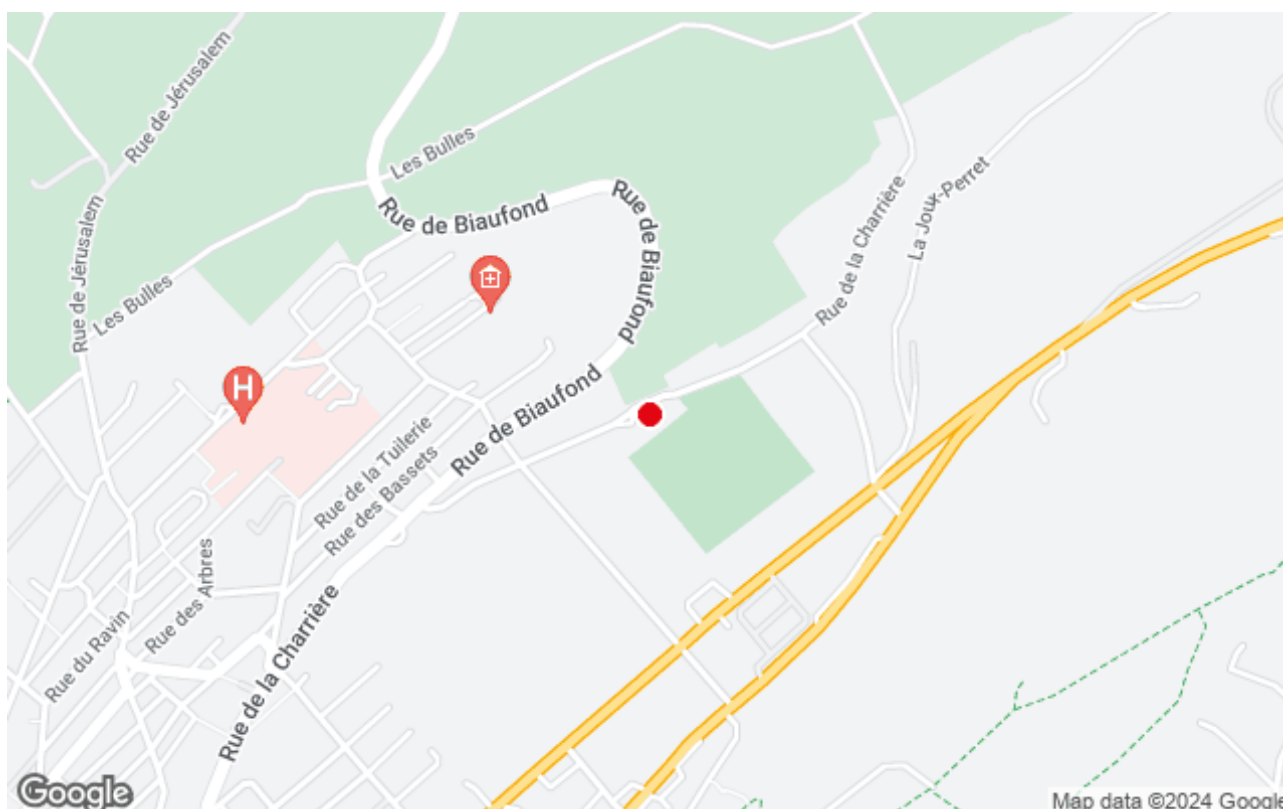 Rue de Jérusalem
Les Bulles
Rue de Biaufond
Rue de Biaufond
Rue de la Charrière
La Jour-Perret
Rue de Jérusalem
Les Bulles
H
Rue de Biaufond
Rue de la Tuilerie
Rue des Bassets
Rue des Arbres
Rue du Ravin
Rue de la Charrière
Google
Map data ©2024 Google